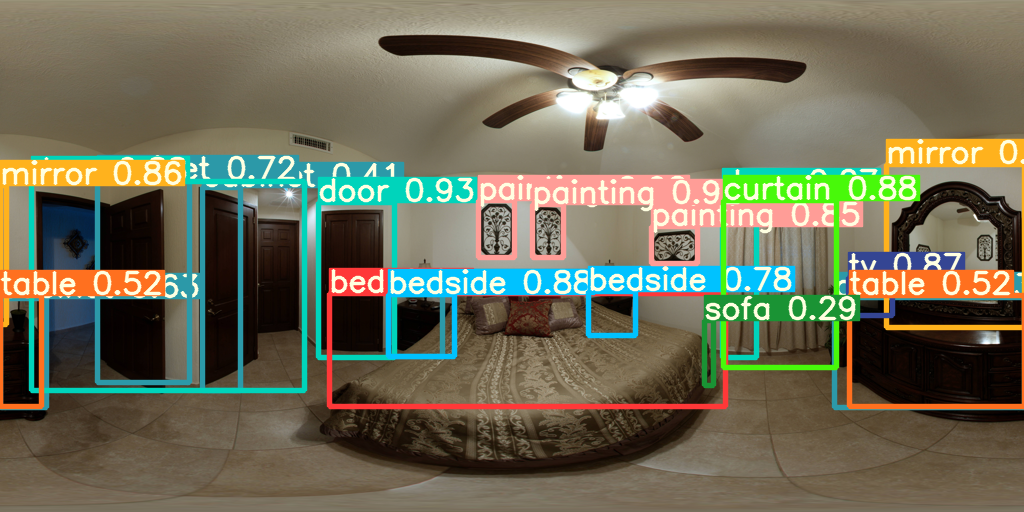 mirror 0.86
et 0.72
t 0.41
door 0.93
painting 0.9
painting 0.85
curtain 0.88
mirror 0.
table 0.52
bed
bedside 0.88
bedside 0.78
sofa 0.29
tv 0.87
table 0.52